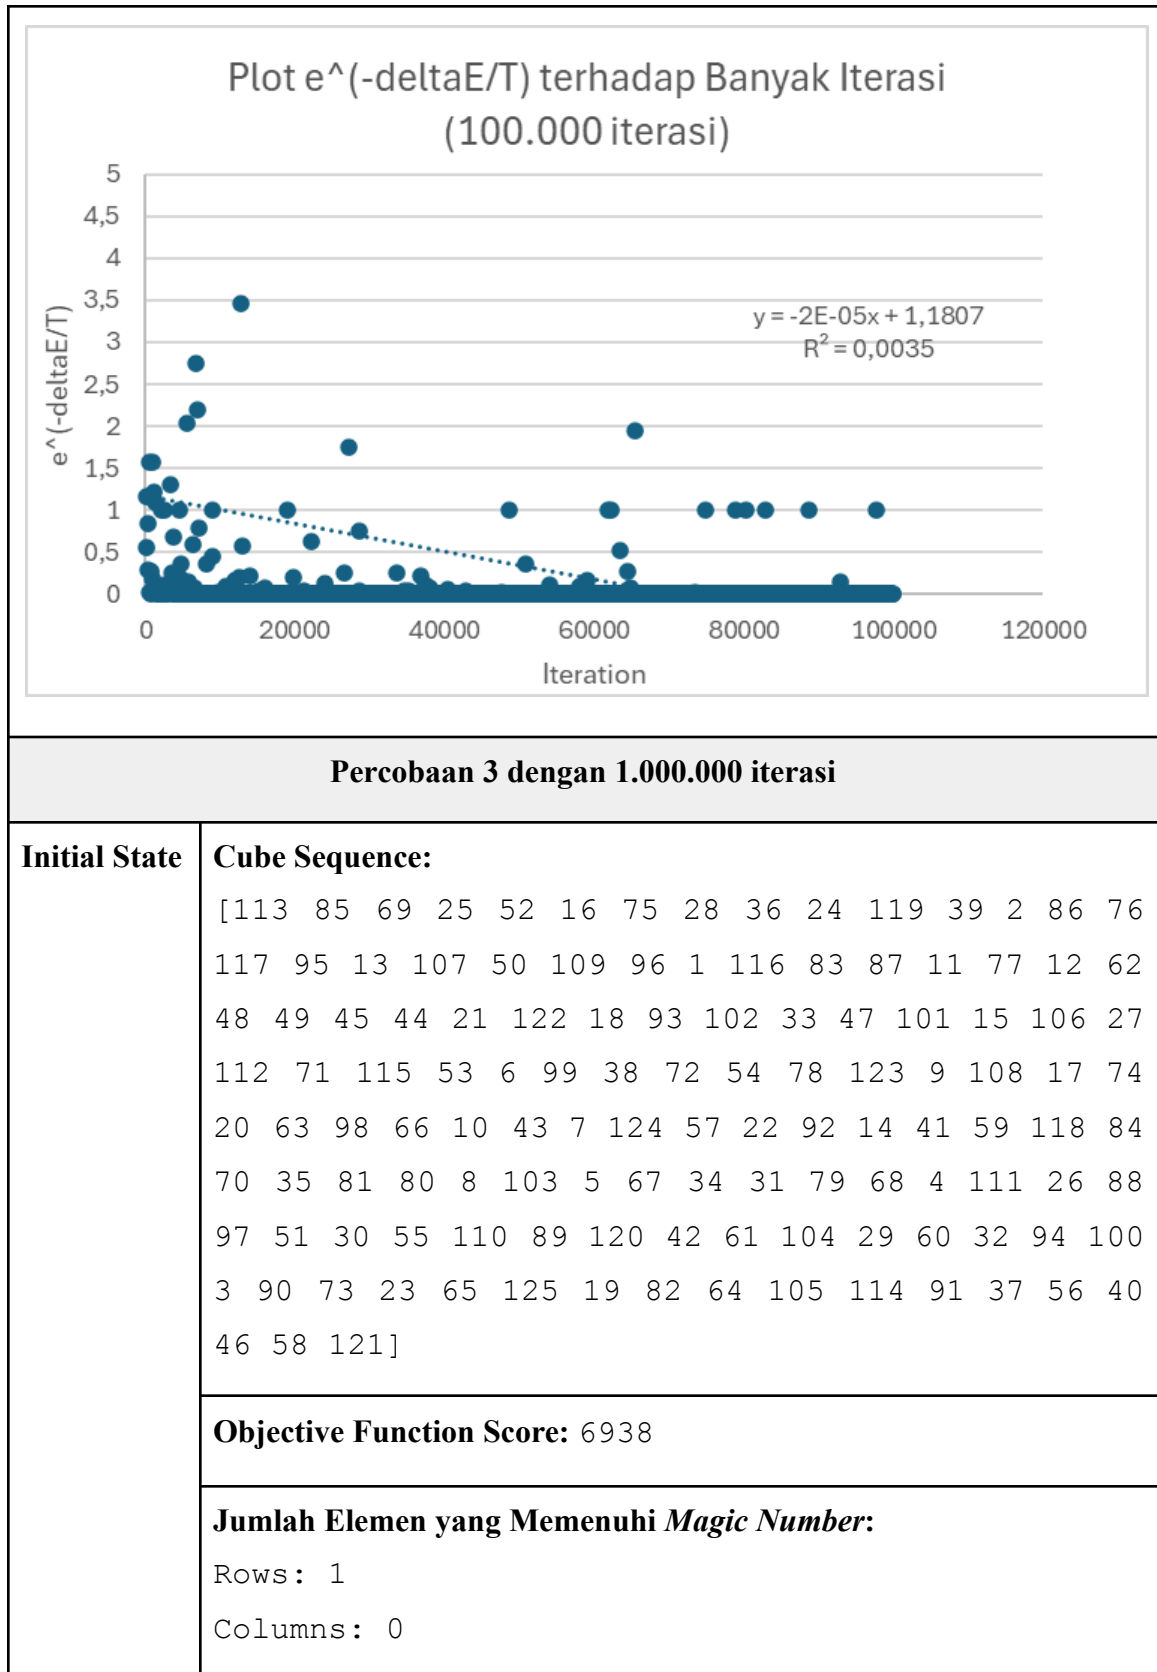 Plot e^(-deltaE/T) terhadap Banyak Iterasi
(100.000 iterasi)
5
4,5
4
3,5
3
2,5
2
1,5
1
0,5
0
e^(-deltaE/T)
y = -2E-05x + 1,1807
R² = 0,0035
0 20000 40000 60000 80000 100000 120000
Iteration
Percobaan 3 dengan 1.000.000 iterasi
Initial State
Cube Sequence:
[113 85 69 25 52 16 75 28 36 24 119 39 2 86 76
117 95 13 107 50 109 96 1 116 83 87 11 77 12 62
48 49 45 44 21 122 18 93 102 33 47 101 15 106 27
112 71 115 53 6 99 38 72 54 78 123 9 108 17 74
20 63 98 66 10 43 7 124 57 22 92 14 41 59 118 84
70 35 81 80 8 103 5 67 34 31 79 68 4 111 26 88
97 51 30 55 110 89 120 42 61 104 29 60 32 94 100
3 90 73 23 65 125 19 82 64 105 114 91 37 56 40
46 58 121]
Objective Function Score: 6938
Jumlah Elemen yang Memenuhi Magic Number:
Rows: 1
Columns: 0